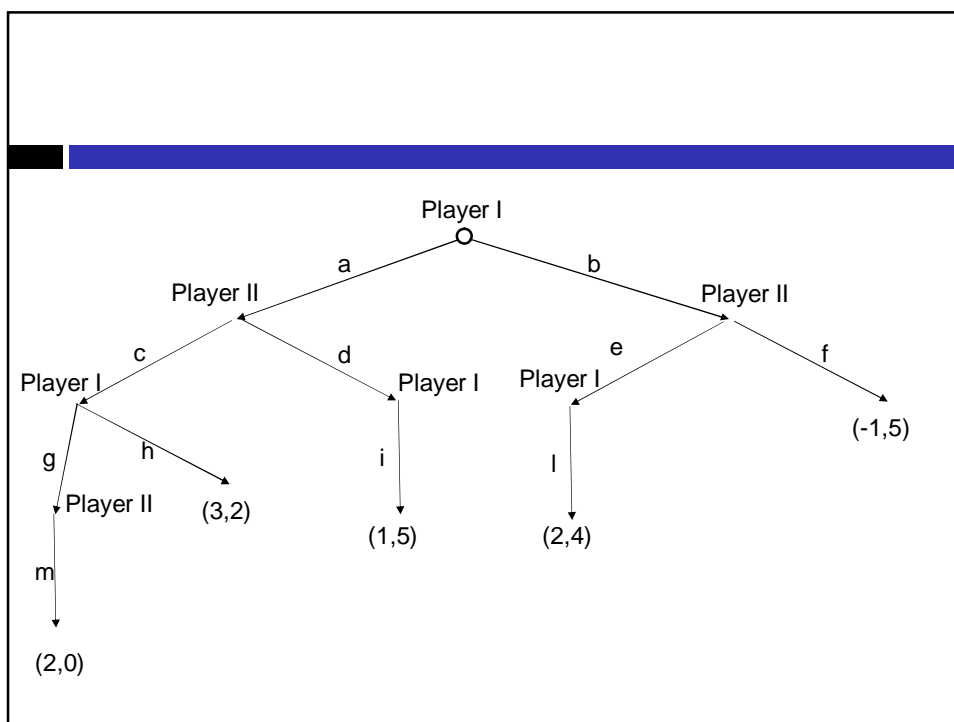 Player I
a
b
Player II
Player II
c
d
e
f
Player I
Player I
Player I
(-1,5)
g
h
i
l
Player II
(3,2)
(1,5)
(2,4)
m
(2,0)